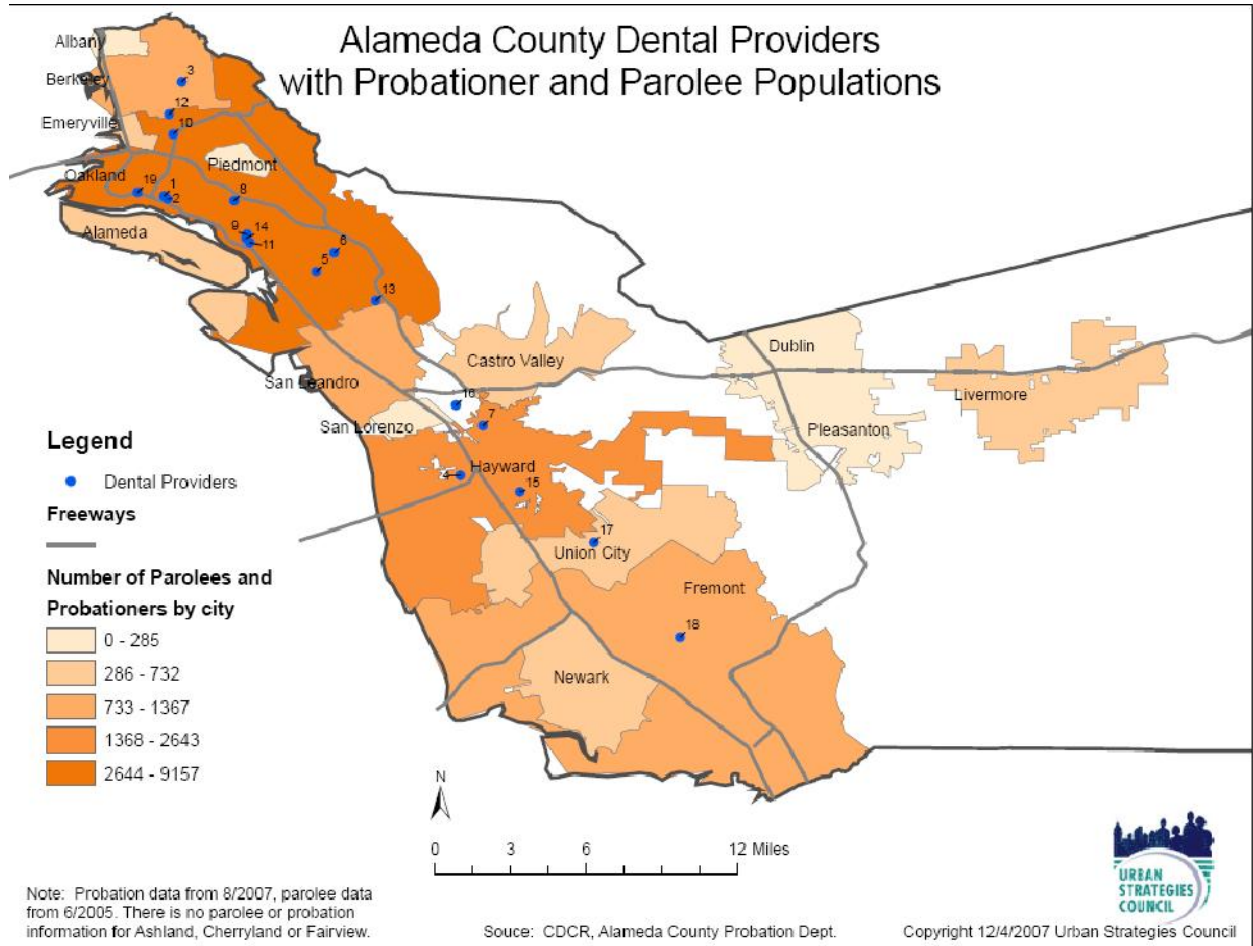 Alameda County Dental Providers
with Probationer and Parolee Populations
Albany
Berkeley
3
12
Emeryville
10
Piedmont
Oakland
19
1
2
8
Alameda
9
14
11
6
5
13
Castro Valley
Dublin
San Leandro
Livermore
16
7
San Lorenzo
Pleasanton
Hayward
4
15
17
Union City
Fremont
18
Newark
Legend
Dental Providers
Freeways
Number of Parolees and
Probationers by city
0 - 285
286 - 732
733 - 1367
1368 - 2643
2644 - 9157
N
0 3 6 12 Miles
URBAN
STRATEGIES
COUNCIL
Note: Probation data from 8/2007, parolee data
from 6/2005. There is no parolee or probation
information for Ashland, Cherryland or Fairview.
Souce: CDCR, Alameda County Probation Dept.
Copyright 12/4/2007 Urban Strategies Council